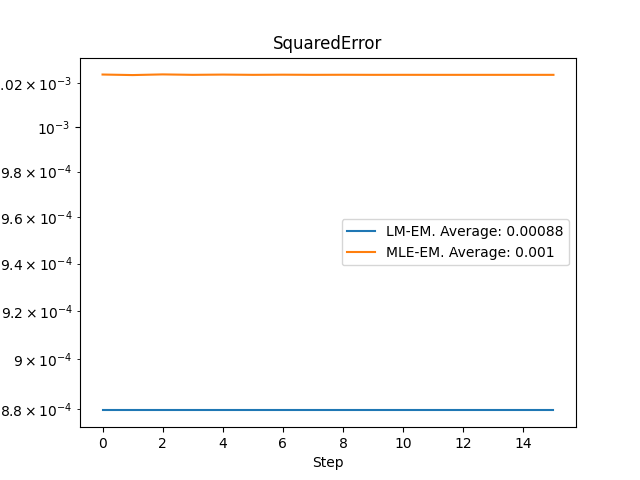 SquaredError
.02 × 10⁻³
10⁻³
9.8 × 10⁻⁴
9.6 × 10⁻⁴
9.4 × 10⁻⁴
9.2 × 10⁻⁴
9 × 10⁻⁴
8.8 × 10⁻⁴
LM-EM. Average: 0.00088
MLE-EM. Average: 0.001
0 2 4 6 8 10 12 14
Step